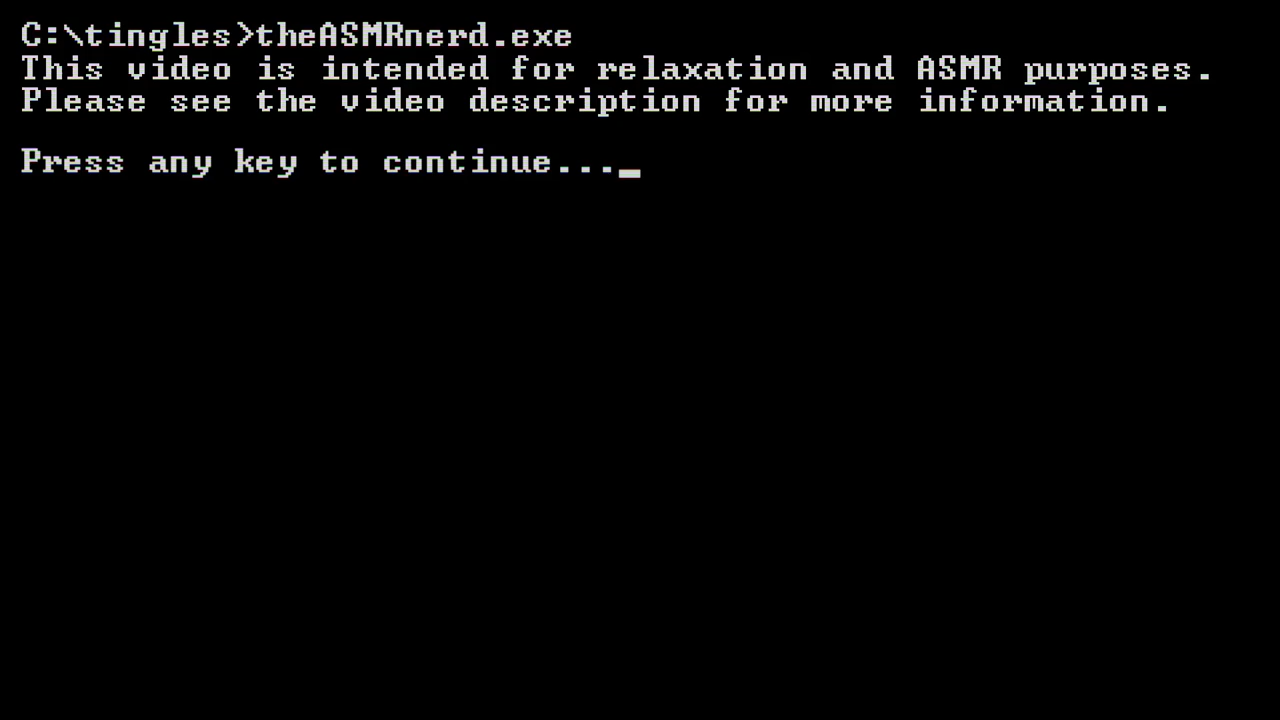 C:\tingles>theASMRnerd.exe
This video is intended for relaxation and ASMR purposes.
Please see the video description for more information.
Press any key to continue..._